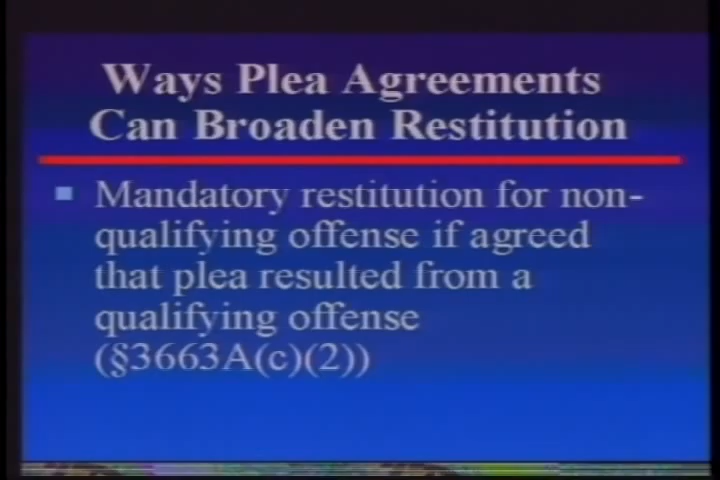 Ways Plea Agreements
Can Broaden Restitution
Mandatory restitution for non-
qualifying offense if agreed
that plea resulted from a
qualifying offense
(§3663A(c)(2))